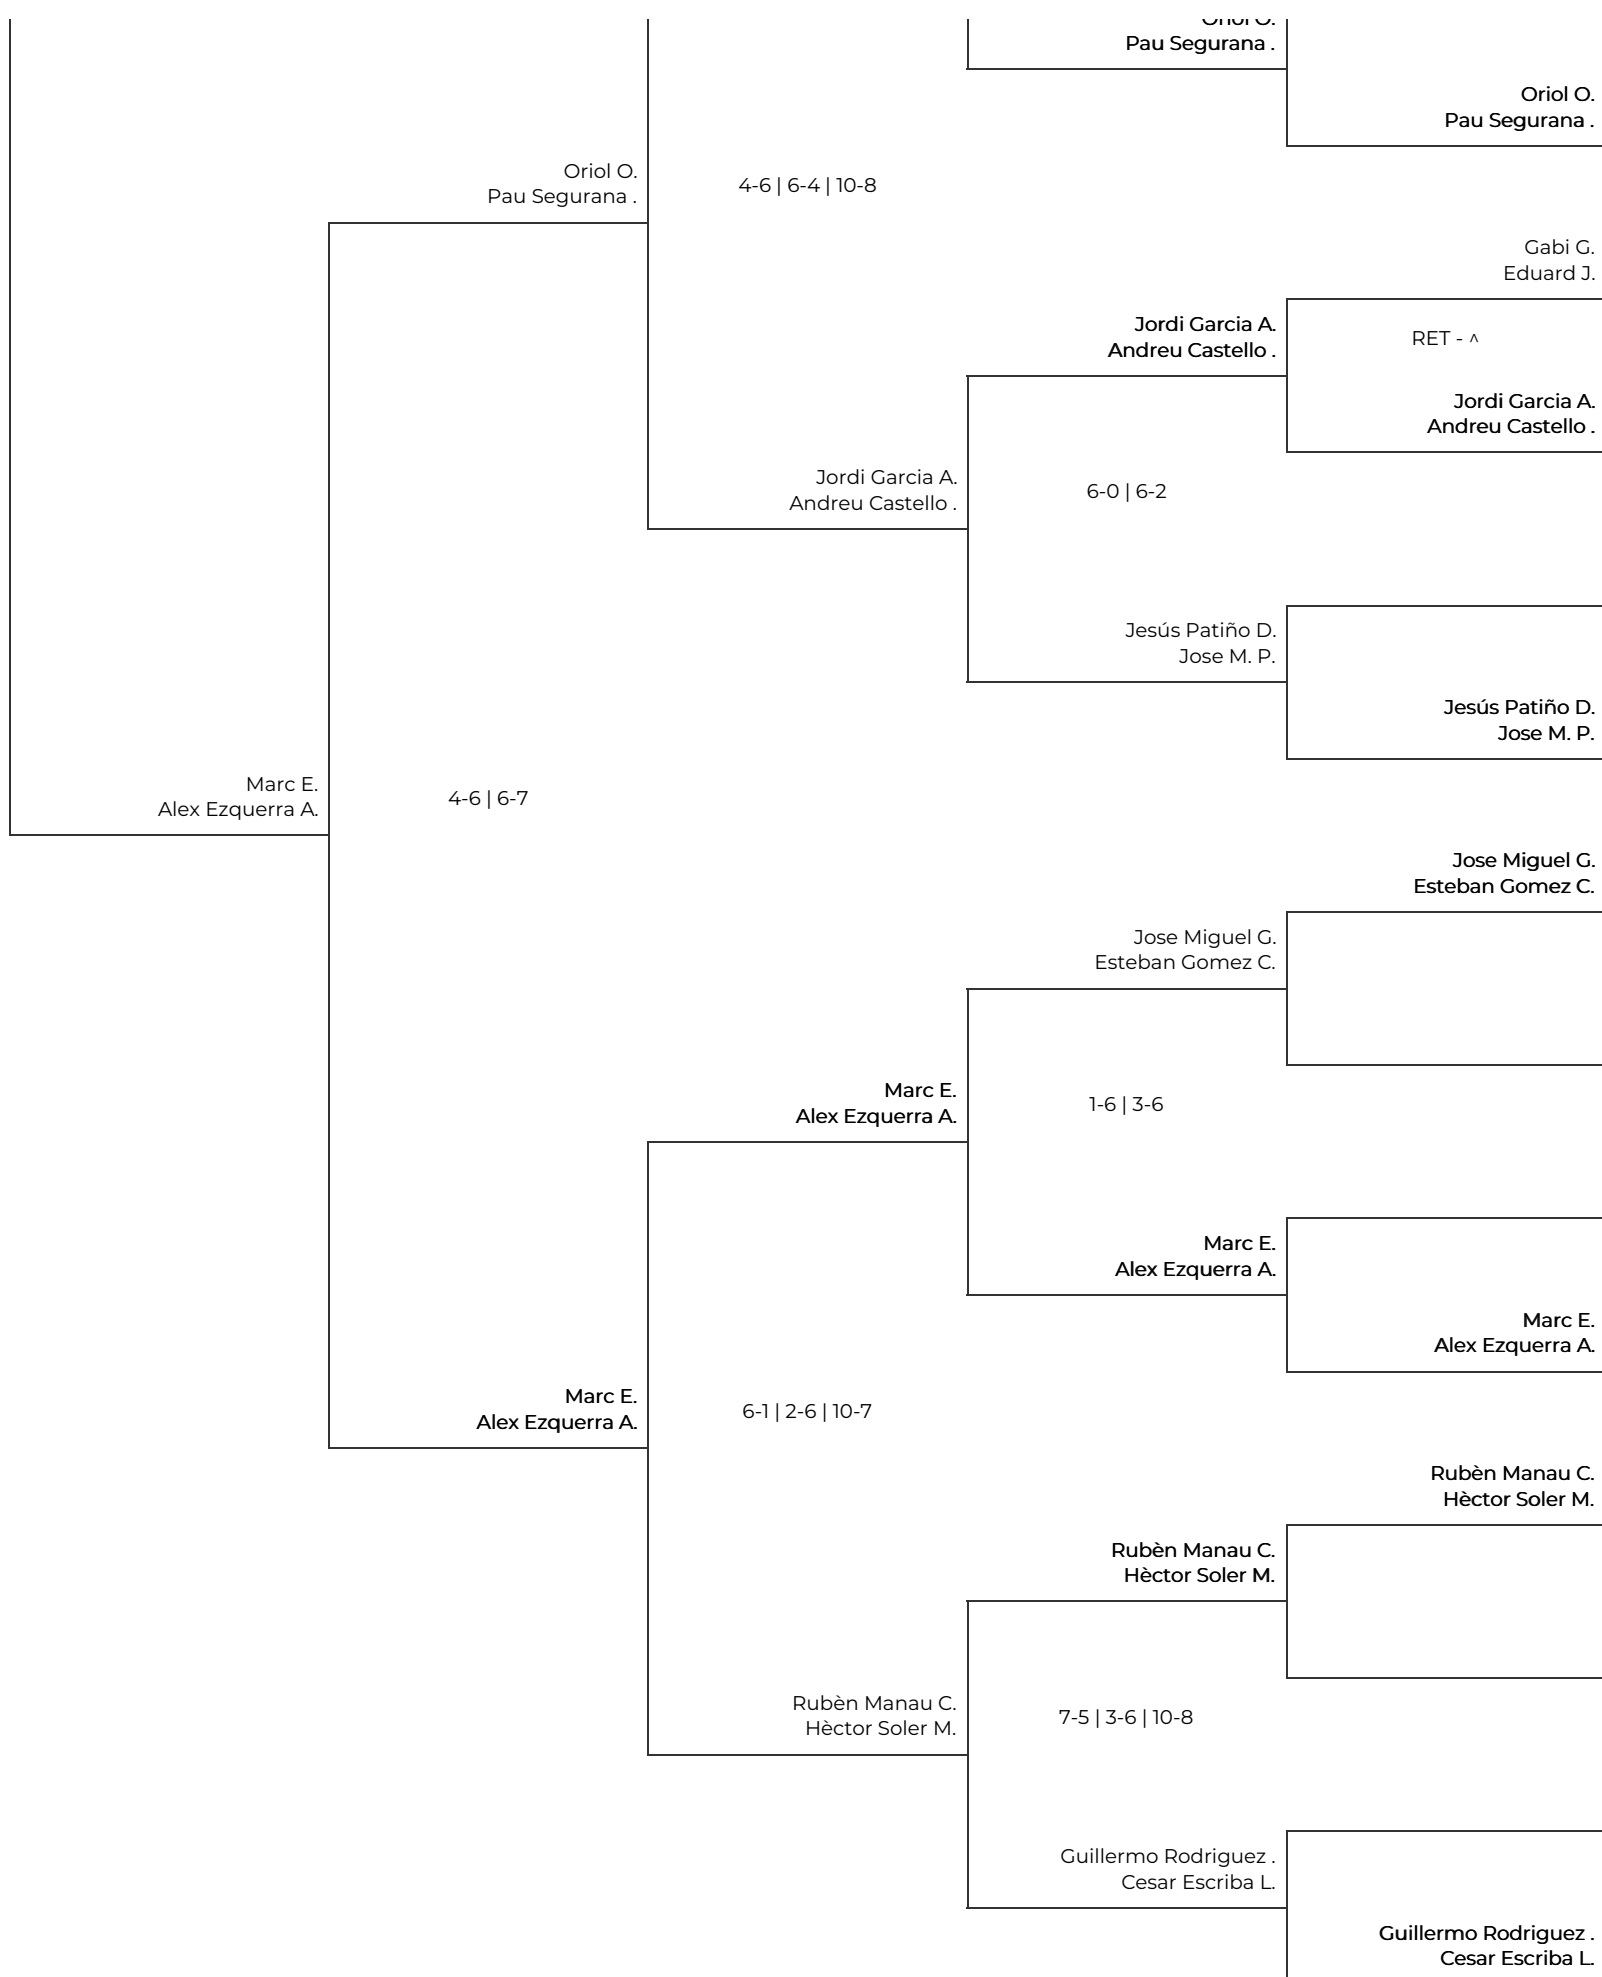 Oriol O.
Pau Segurana .
Oriol O.
Pau Segurana .
Oriol O.
Pau Segurana .
4-6 | 6-4 | 10-8
Gabi G.
Eduard J.
Jordi Garcia A.
Andreu Castello .
RET - ^
Jordi Garcia A.
Andreu Castello .
Jordi Garcia A.
Andreu Castello .
6-0 | 6-2
Jesús Patiño D.
Jose M. P.
Jesús Patiño D.
Jose M. P.
Marc E.
Alex Ezquerra A.
4-6 | 6-7
Jose Miguel G.
Esteban Gomez C.
Jose Miguel G.
Esteban Gomez C.
Marc E.
Alex Ezquerra A.
1-6 | 3-6
Marc E.
Alex Ezquerra A.
Marc E.
Alex Ezquerra A.
Marc E.
Alex Ezquerra A.
6-1 | 2-6 | 10-7
Rubèn Manau C.
Hèctor Soler M.
Rubèn Manau C.
Hèctor Soler M.
Rubèn Manau C.
Hèctor Soler M.
7-5 | 3-6 | 10-8
Guillermo Rodriguez .
Cesar Escriba L.
Guillermo Rodriguez .
Cesar Escriba L.